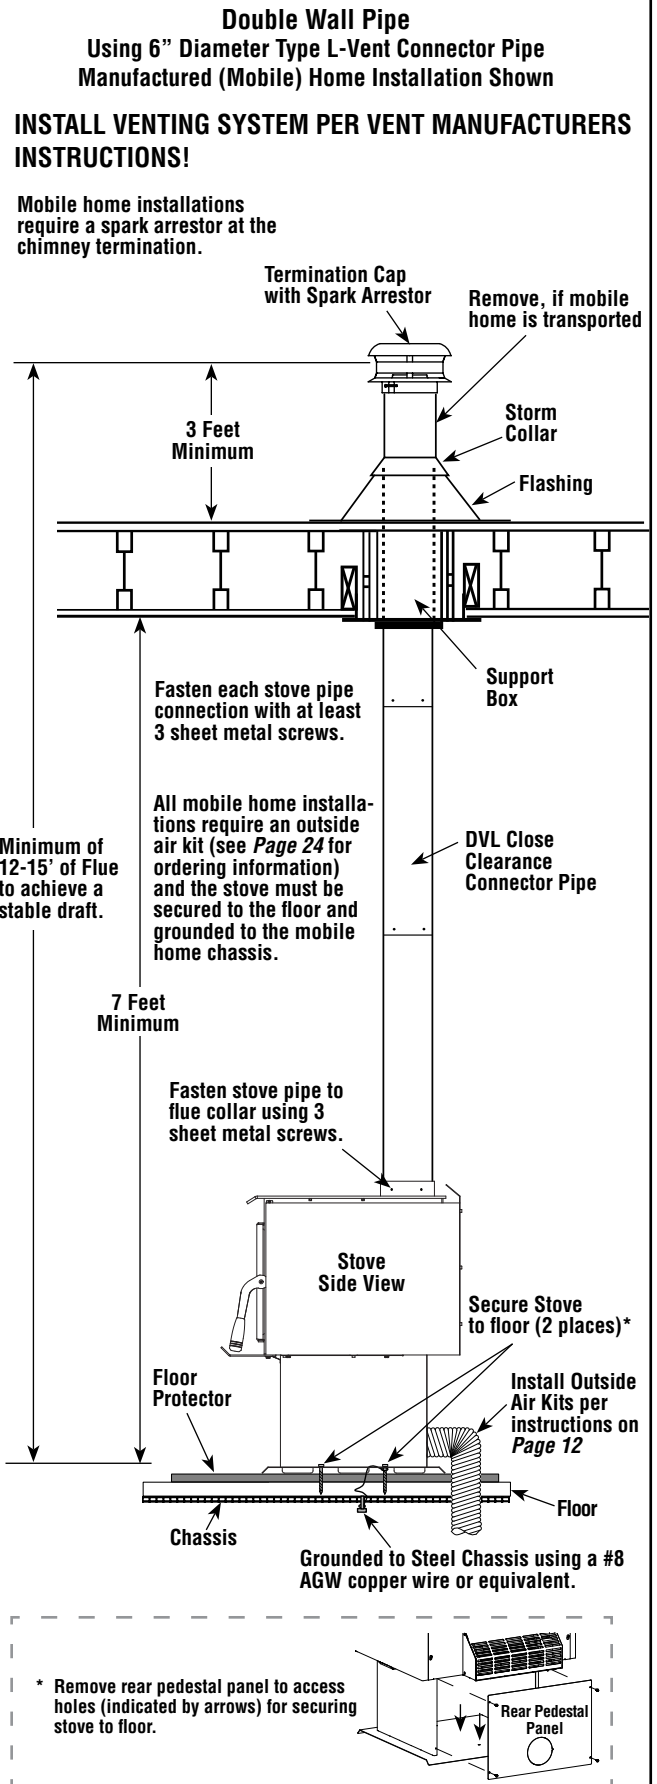 Double Wall Pipe
Using 6” Diameter Type L-Vent Connector Pipe
Manufactured (Mobile) Home Installation Shown
INSTALL VENTING SYSTEM PER VENT MANUFACTURERS
INSTRUCTIONS!
Mobile home installations
require a spark arrestor at the
chimney termination.
Termination Cap
with Spark Arrestor
Remove, if mobile
home is transported
3 Feet
Minimum
Storm
Collar
Flashing
Support
Box
Fasten each stove pipe
connection with at least
3 sheet metal screws.
All mobile home installa-
tions require an outside
air kit (see Page 24 for
ordering information)
and the stove must be
secured to the floor and
grounded to the mobile
home chassis.
DVL Close
Clearance
Connector Pipe
Minimum of
12-15’ of Flue
to achieve a
stable draft.
7 Feet
Minimum
Fasten stove pipe to
flue collar using 3
sheet metal screws.
Stove
Side View
Secure Stove
to floor (2 places)*
Floor
Protector
Install Outside
Air Kits per
instructions on
Page 12
Floor
Chassis
Grounded to Steel Chassis using a #8
AGW copper wire or equivalent.
* Remove rear pedestal panel to access
holes (indicated by arrows) for securing
stove to floor.
Rear Pedestal
Panel